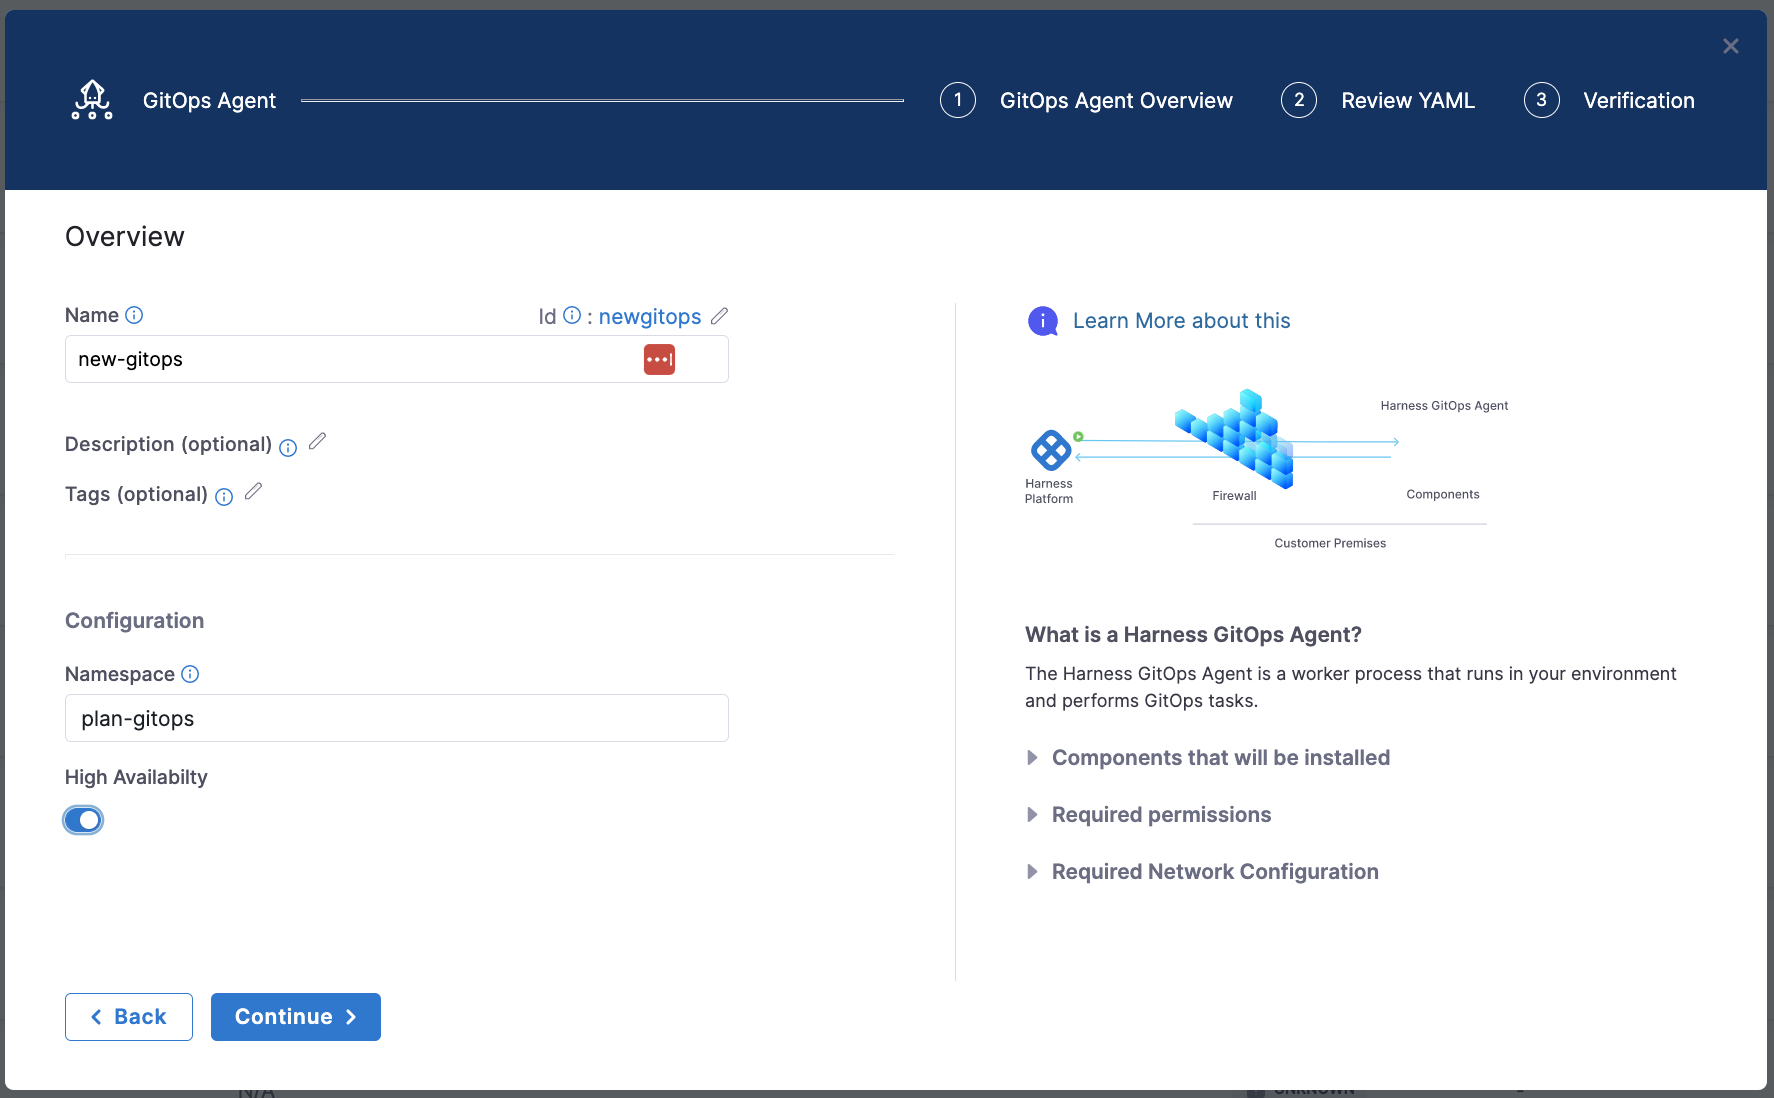 GitOps Agent
1 GitOps Agent Overview 2 Review YAML 3 Verification
Overview
Name
Id : newgitops
new-gitops
Description (optional)
Tags (optional)
Configuration
Namespace
plan-gitops
High Availabilty
Back
Continue
Learn More about this
Harness GitOps Agent
Harness
Platform
Firewall
Components
Customer Premises
What is a Harness GitOps Agent?
The Harness GitOps Agent is a worker process that runs in your environment
and performs GitOps tasks.
Components that will be installed
Required permissions
Required Network Configuration
N/A
UNKNOWN